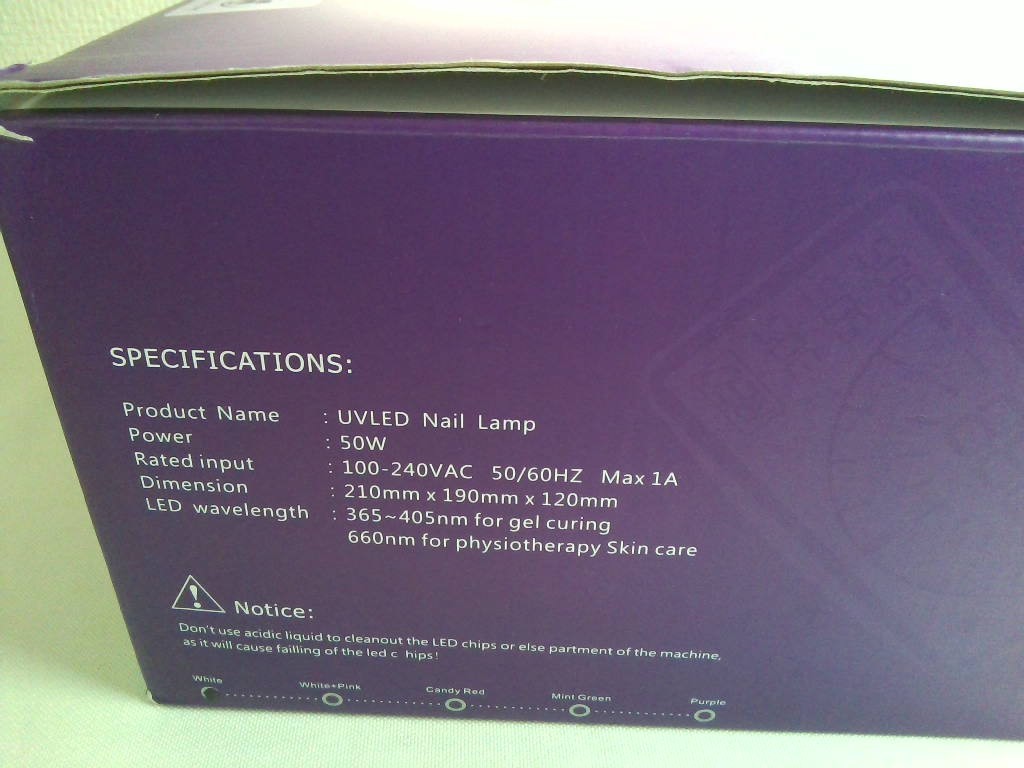 SPECIFICATIONS:
Product Name : UVLED Nail Lamp
Power : 50W
Rated input : 100-240VAC 50/60HZ Max 1A
Dimension : 210mm x 190mm x 120mm
LED wavelength : 365~405nm for gel curing
660nm for physiotherapy Skin care
! Notice:
Don't use acidic liquid to cleanout the LED chips or else partment of the machine,
as it will cause failling of the led c hips!
White White+Pink Candy Red Mint Green Purple